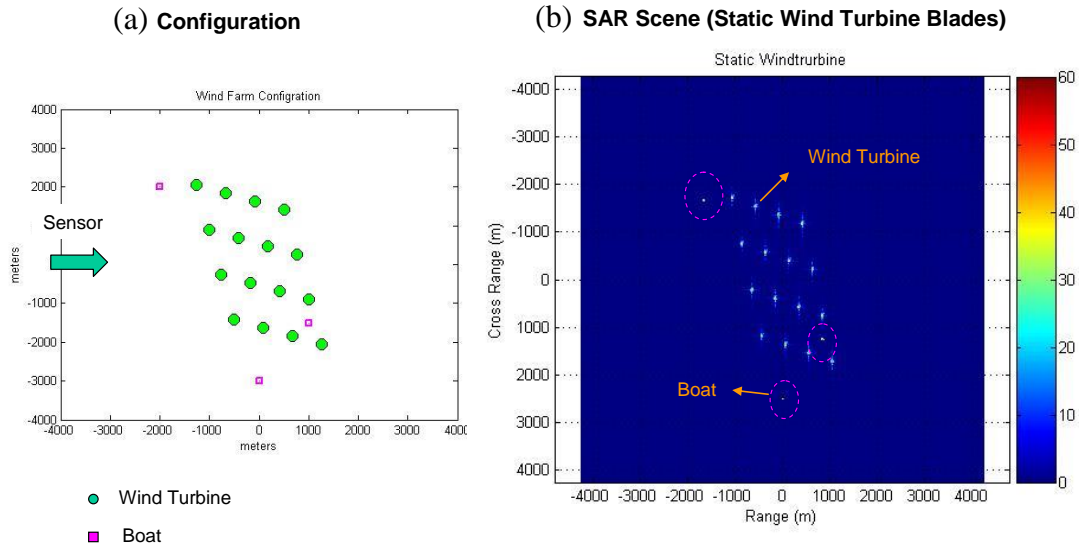 (a) Configuration
Wind Farm Configration
4000
3000
2000
Sensor
meters
-1000
-2000
-3000
-4000
-4000 -3000 -2000 -1000 0 1000 2000 3000 4000
meters
Wind Turbine
Boat
(b) SAR Scene (Static Wind Turbine Blades)
Static Windtrurbine
-4000
-3000
-2000
-1000
0
1000
2000
3000
4000
Cross Range (m)
Wind Turbine
Boat
-4000 -3000 -2000 -1000 0 1000 2000 3000 4000
Range (m)
60
50
40
30
20
10
0